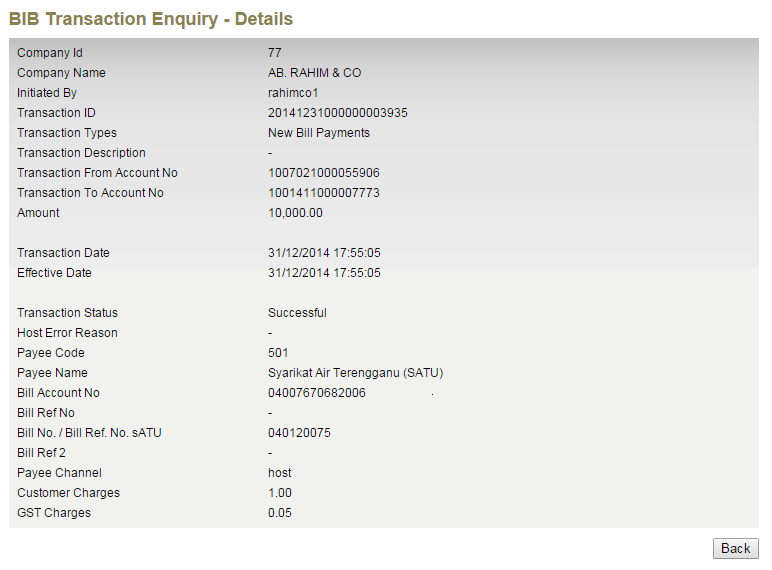 BIB Transaction Enquiry - Details
Company Id 77
Company Name AB. RAHIM & CO
Initiated By rahimco1
Transaction ID 20141231000000003935
Transaction Types New Bill Payments
Transaction Description -
Transaction From Account No 1007021000055906
Transaction To Account No 1001411000007773
Amount 10,000.00
Transaction Date 31/12/2014 17:55:05
Effective Date 31/12/2014 17:55:05
Transaction Status Successful
Host Error Reason -
Payee Code 501
Payee Name Syarikat Air Terengganu (SATU)
Bill Account No 04007670682006
Bill Ref No -
Bill No. / Bill Ref. No. sATU 040120075
Bill Ref 2 -
Payee Channel host
Customer Charges 1.00
GST Charges 0.05
Back